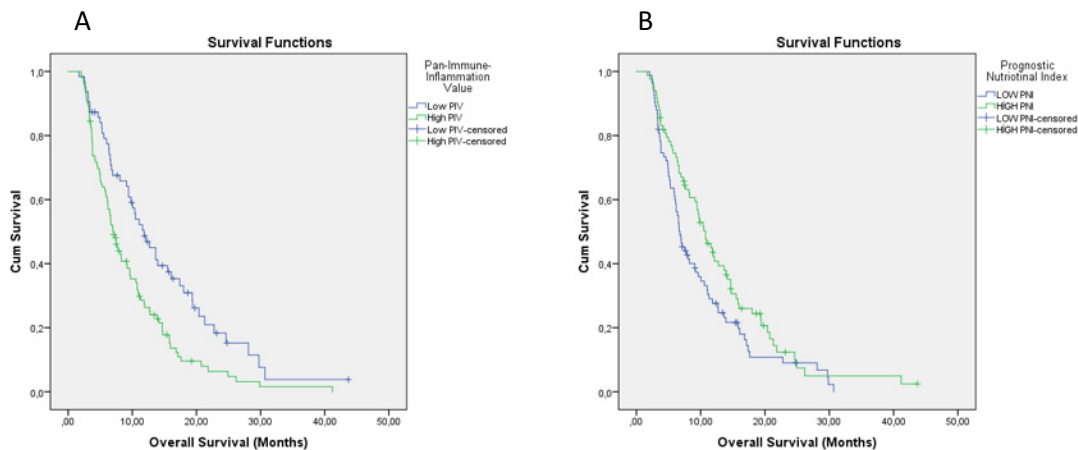 A
Survival Functions
Pan-Immune-
Inflammation
Value
Low PIV
High PIV
Low PIV-censored
High PIV-censored
1,0
0,8
0,6
0,4
0,2
0,0
Cum Survival
,00
10,00
20,00
30,00
40,00
50,00
Overall Survival (Months)
B
Survival Functions
Prognostic
Nutriotinal Index
LOW PNI
HİGH PNI
LOW PNI-censored
HİGH PNI-censored
1,0
0,8
0,6
0,4
0,2
0,0
Cum Survival
,00
10,00
20,00
30,00
40,00
50,00
Overall Survival (Months)